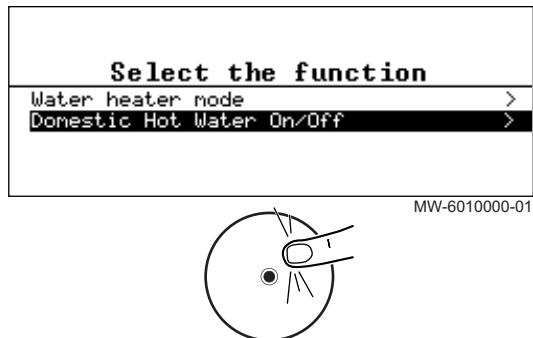 Select the function
Water heater mode >
Domestic Hot Water On/Off >
MW-6010000-01